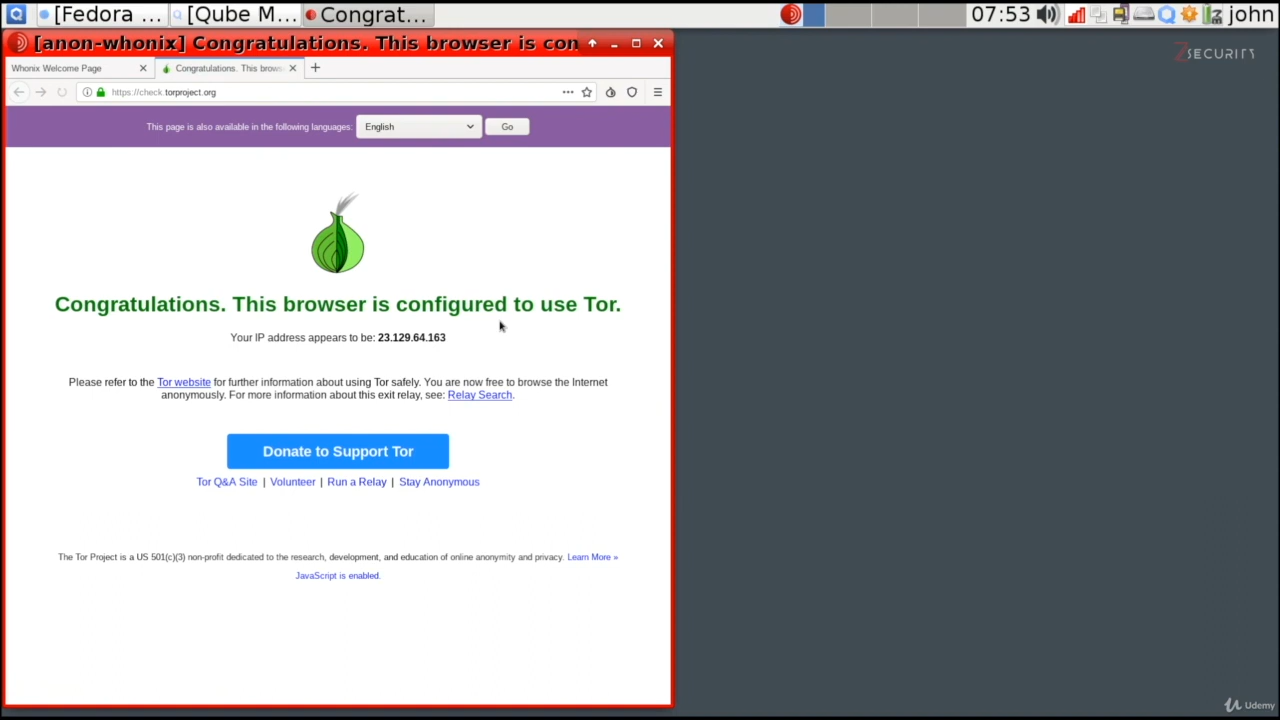 [Fedora ...
[Qube M...
Congrat...
07:53
john
[anon-whonix] Congratulations. This browser is con
ZSECURITY
Whonix Welcome Page
Congratulations. This brows
https://check.torproject.org
This page is also available in the following languages:
English
Go
Congratulations. This browser is configured to use Tor.
Your IP address appears to be: 23.129.64.163
Please refer to the Tor website for further information about using Tor safely. You are now free to browse the Internet
anonymously. For more information about this exit relay, see: Relay Search.
Donate to Support Tor
Tor Q&A Site | Volunteer | Run a Relay | Stay Anonymous
The Tor Project is a US 501(c)(3) non-profit dedicated to the research, development, and education of online anonymity and privacy. Learn More »
JavaScript is enabled.
Udemy